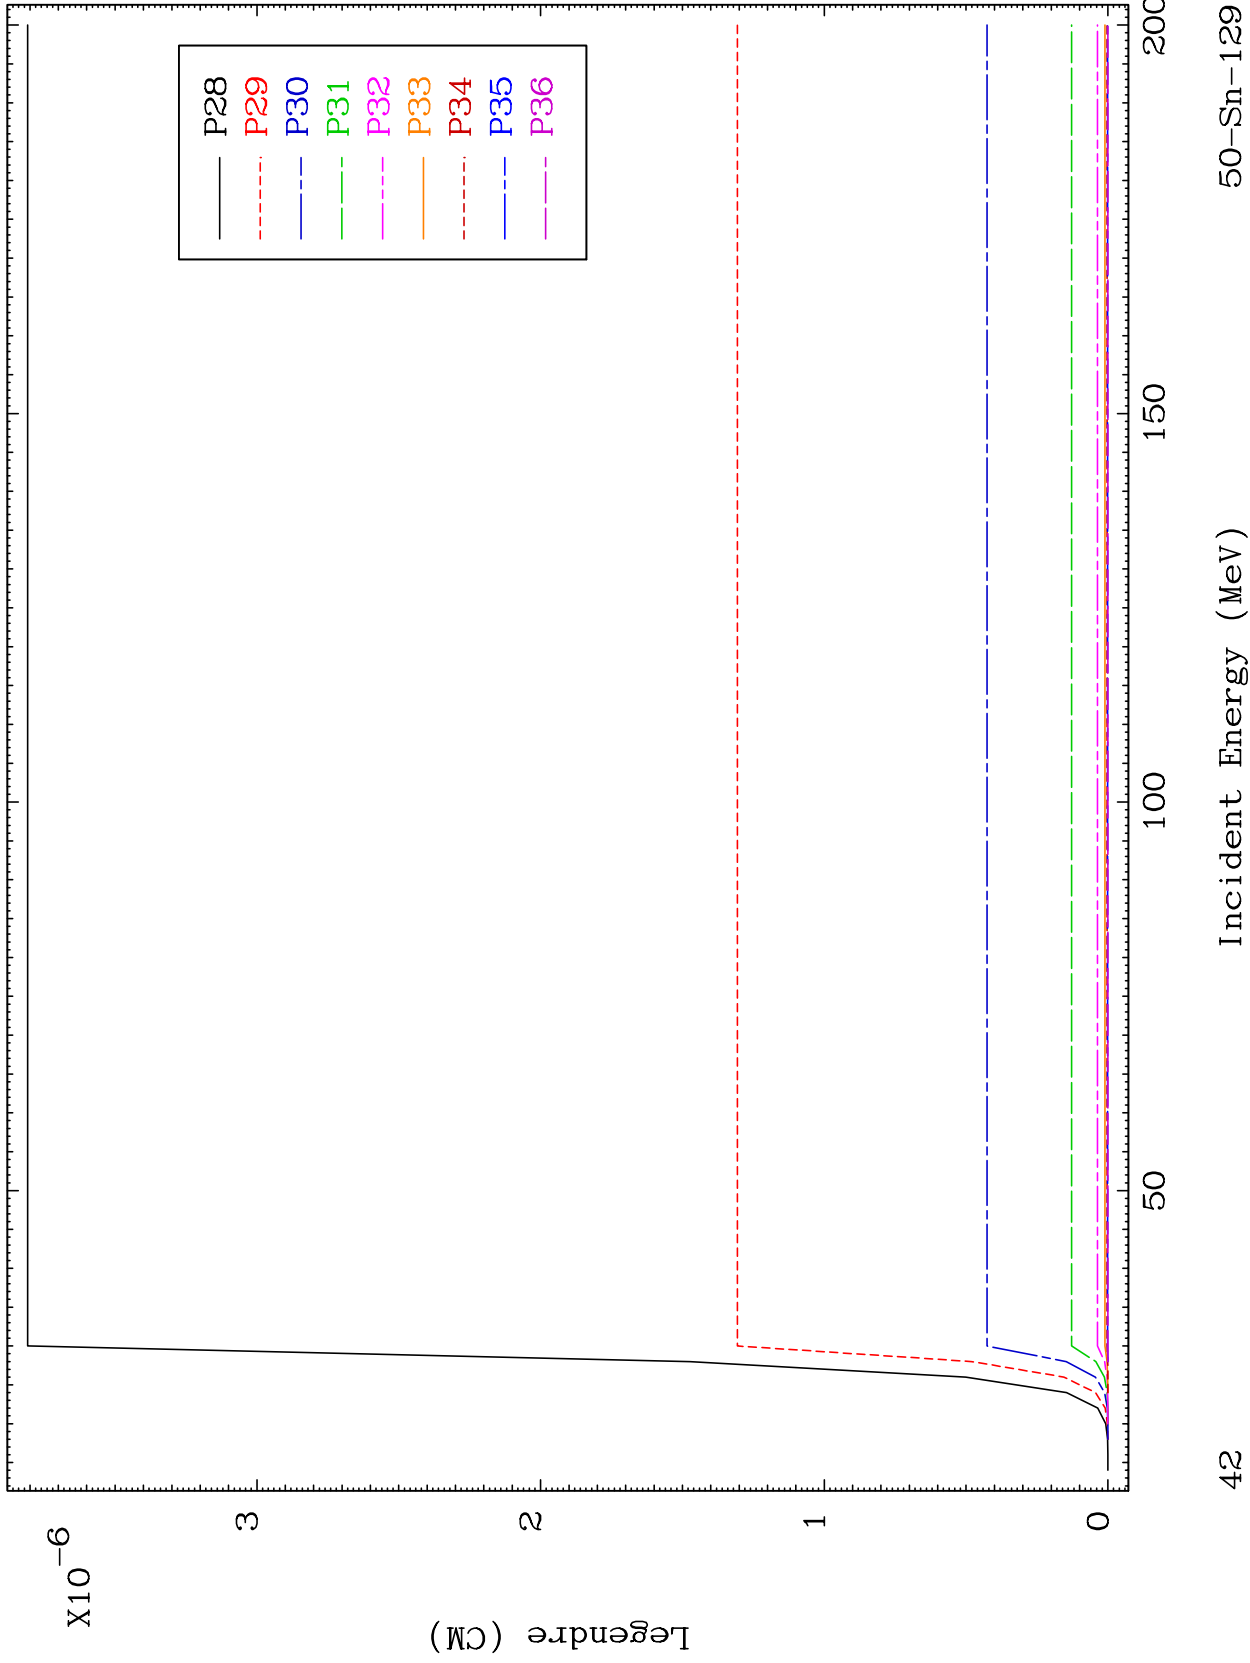 X10
-6
Legendre (CM)
3
2
1
0
P28
P29
P30
P31
P32
P33
P34
P35
P36
50
100
150
200
Incident Energy (MeV)
42
50-Sn-129